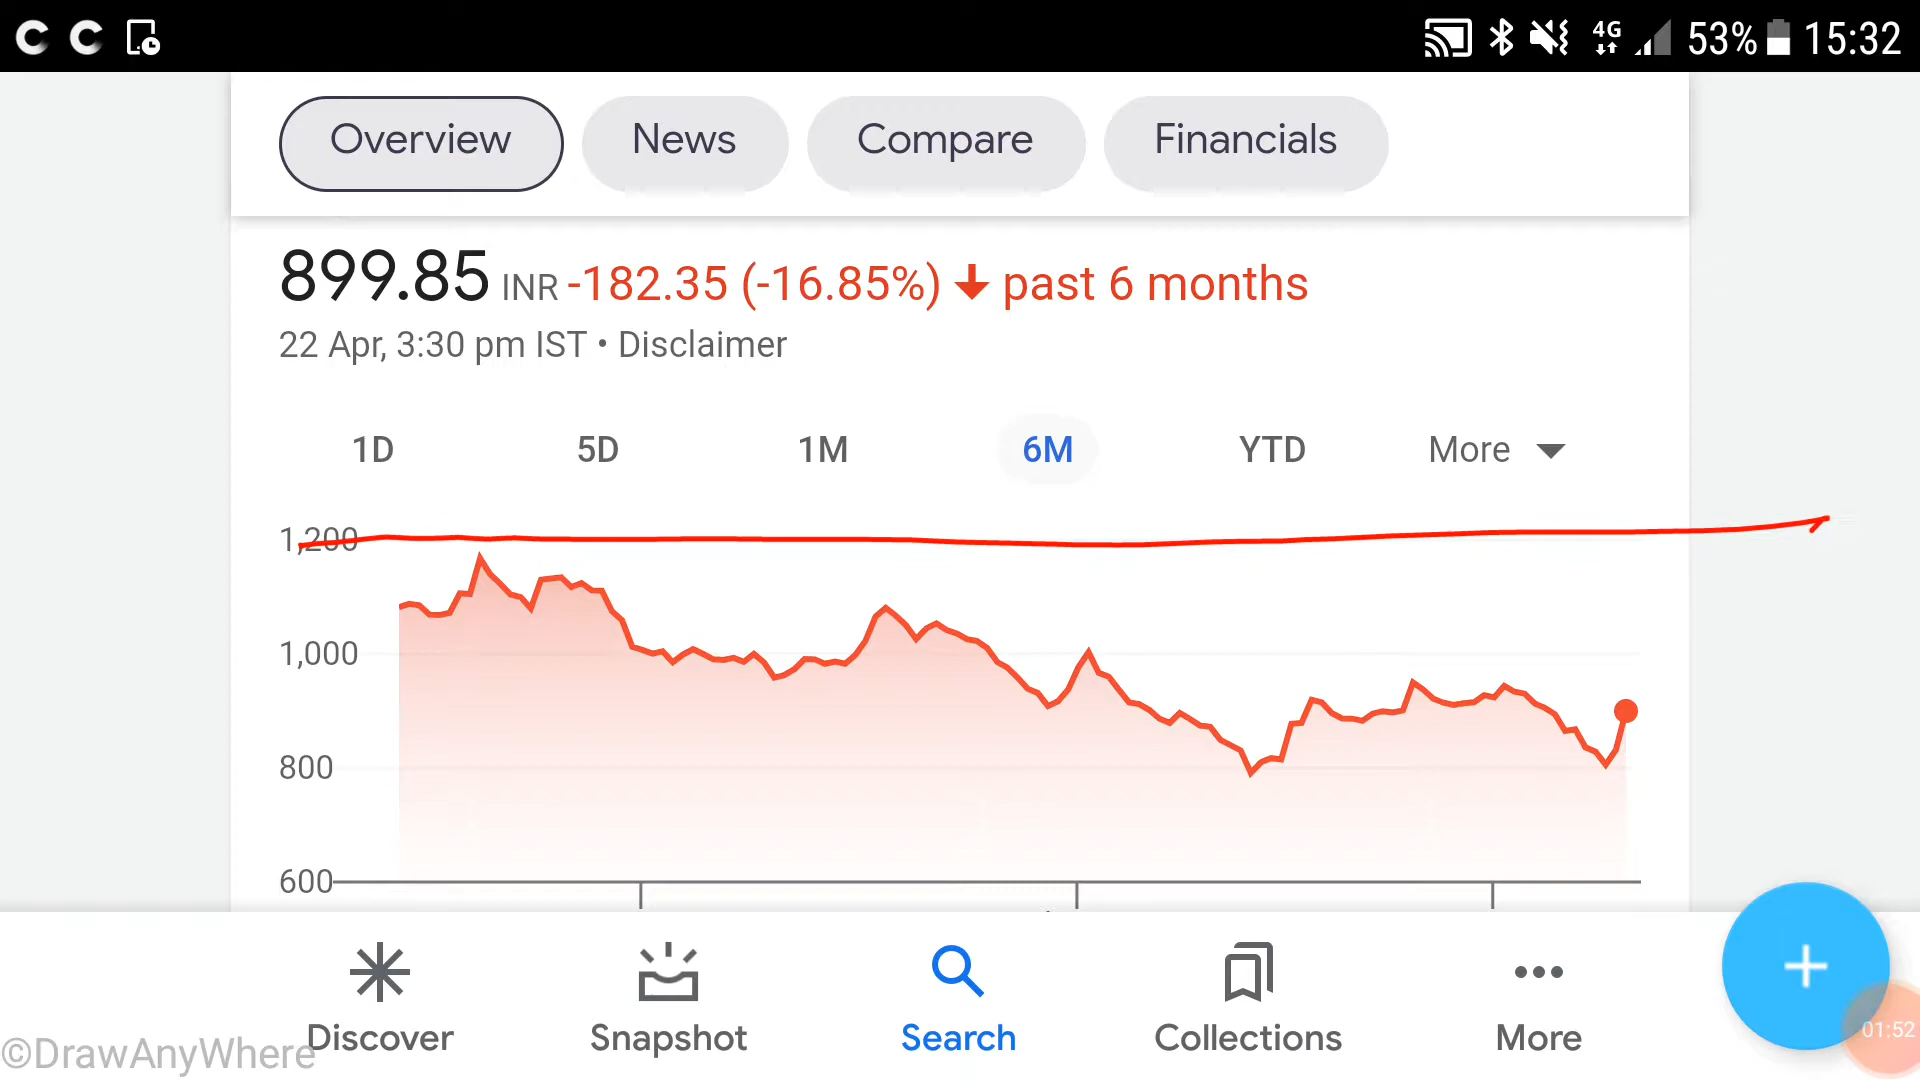 4G 53% 15:32
Overview News Compare Financials
899.85 INR -182.35 (-16.85%) past 6 months
22 Apr, 3:30 pm IST • Disclaimer
1D 5D 1M 6M YTD More
1,200
1,000
800
600
Discover Snapshot Search Collections More
01:52
©DrawAnyWhere